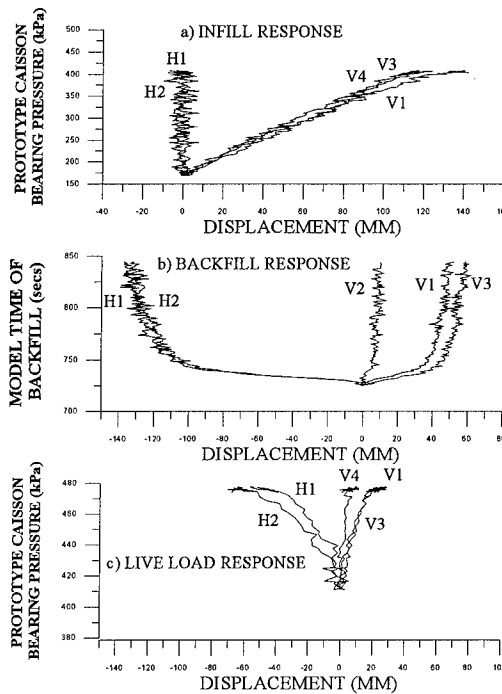 a) INFILL RESPONSE
PROTOTYPE CAISSON
BEARING PRESSURE (kPa)
500
450
400
350
300
250
200
150
H1
H2
V3
V4
V1
-40 -20 0 20 40 60 80 100 120 140
DISPLACEMENT (MM)
b) BACKFILL RESPONSE
MODEL TIME OF
BACKFILL (secs)
850
800
750
700
H1
H2
V2
V1
V3
-140 -120 -100 -80 -60 -40 -20 0 20 40 60 80
DISPLACEMENT (MM)
PROTOTYPE CAISSON
BEARING PRESSURE (kPa)
480
460
440
420
400
380
H1
H2
V4
V1
V3
c) LIVE LOAD RESPONSE
-140 -120 -100 -80 -60 -40 -20 0 20 40 60 80
DISPLACEMENT (MM)